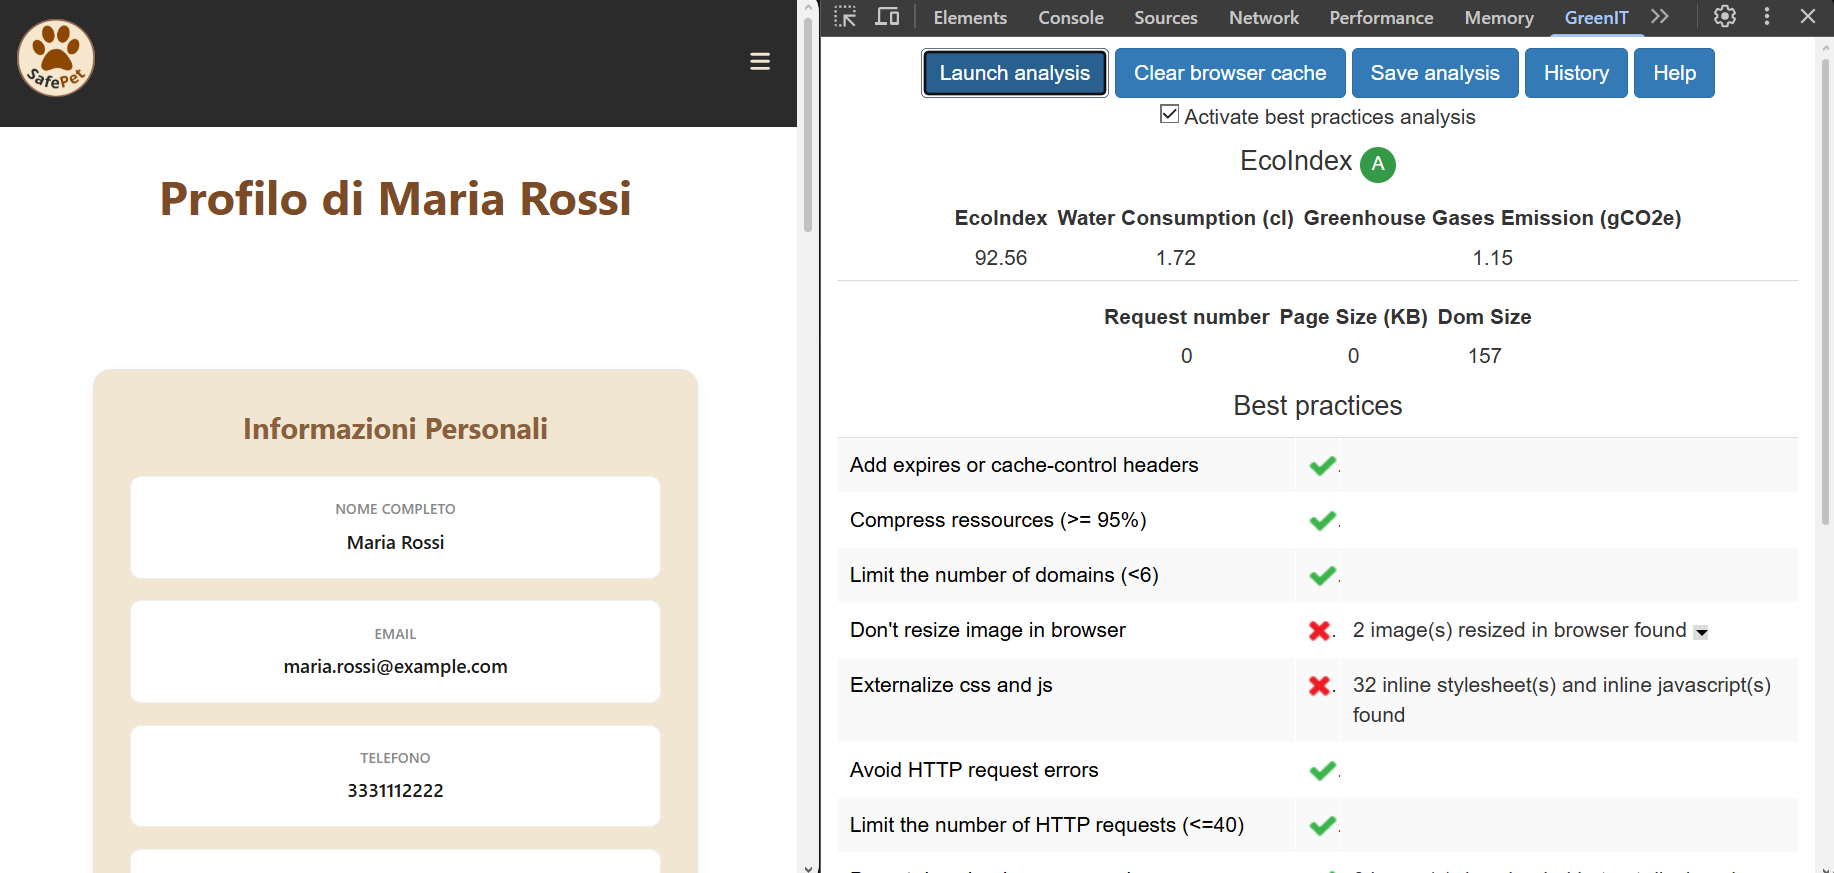 SafePet
Profilo di Maria Rossi
Informazioni Personali
NOME COMPLETO
Maria Rossi
EMAIL
maria.rossi@example.com
TELEFONO
3331112222
Elements Console Sources Network Performance Memory GreenIT
Launch analysis Clear browser cache Save analysis History Help
Activate best practices analysis
EcoIndex A
EcoIndex Water Consumption (cl) Greenhouse Gases Emission (gCO2e)
92.56 1.72 1.15
Request number Page Size (KB) Dom Size
0 0 157
Best practices
Add expires or cache-control headers .
Compress ressources (>= 95%) .
Limit the number of domains (<6) .
Don't resize image in browser . 2 image(s) resized in browser found
Externalize css and js . 32 inline stylesheet(s) and inline javascript(s)
found
Avoid HTTP request errors .
Limit the number of HTTP requests (<=40) .